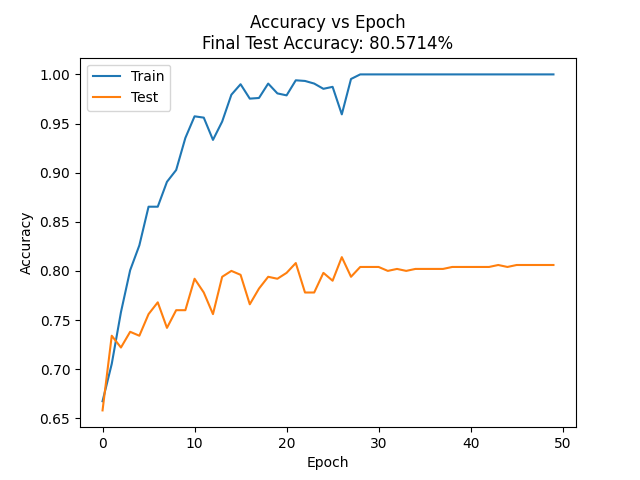 Accuracy vs Epoch
Final Test Accuracy: 80.5714%
Train
Test
1.00
0.95
0.90
0.85
0.80
0.75
0.70
0.65
Accuracy
0 10 20 30 40 50
Epoch